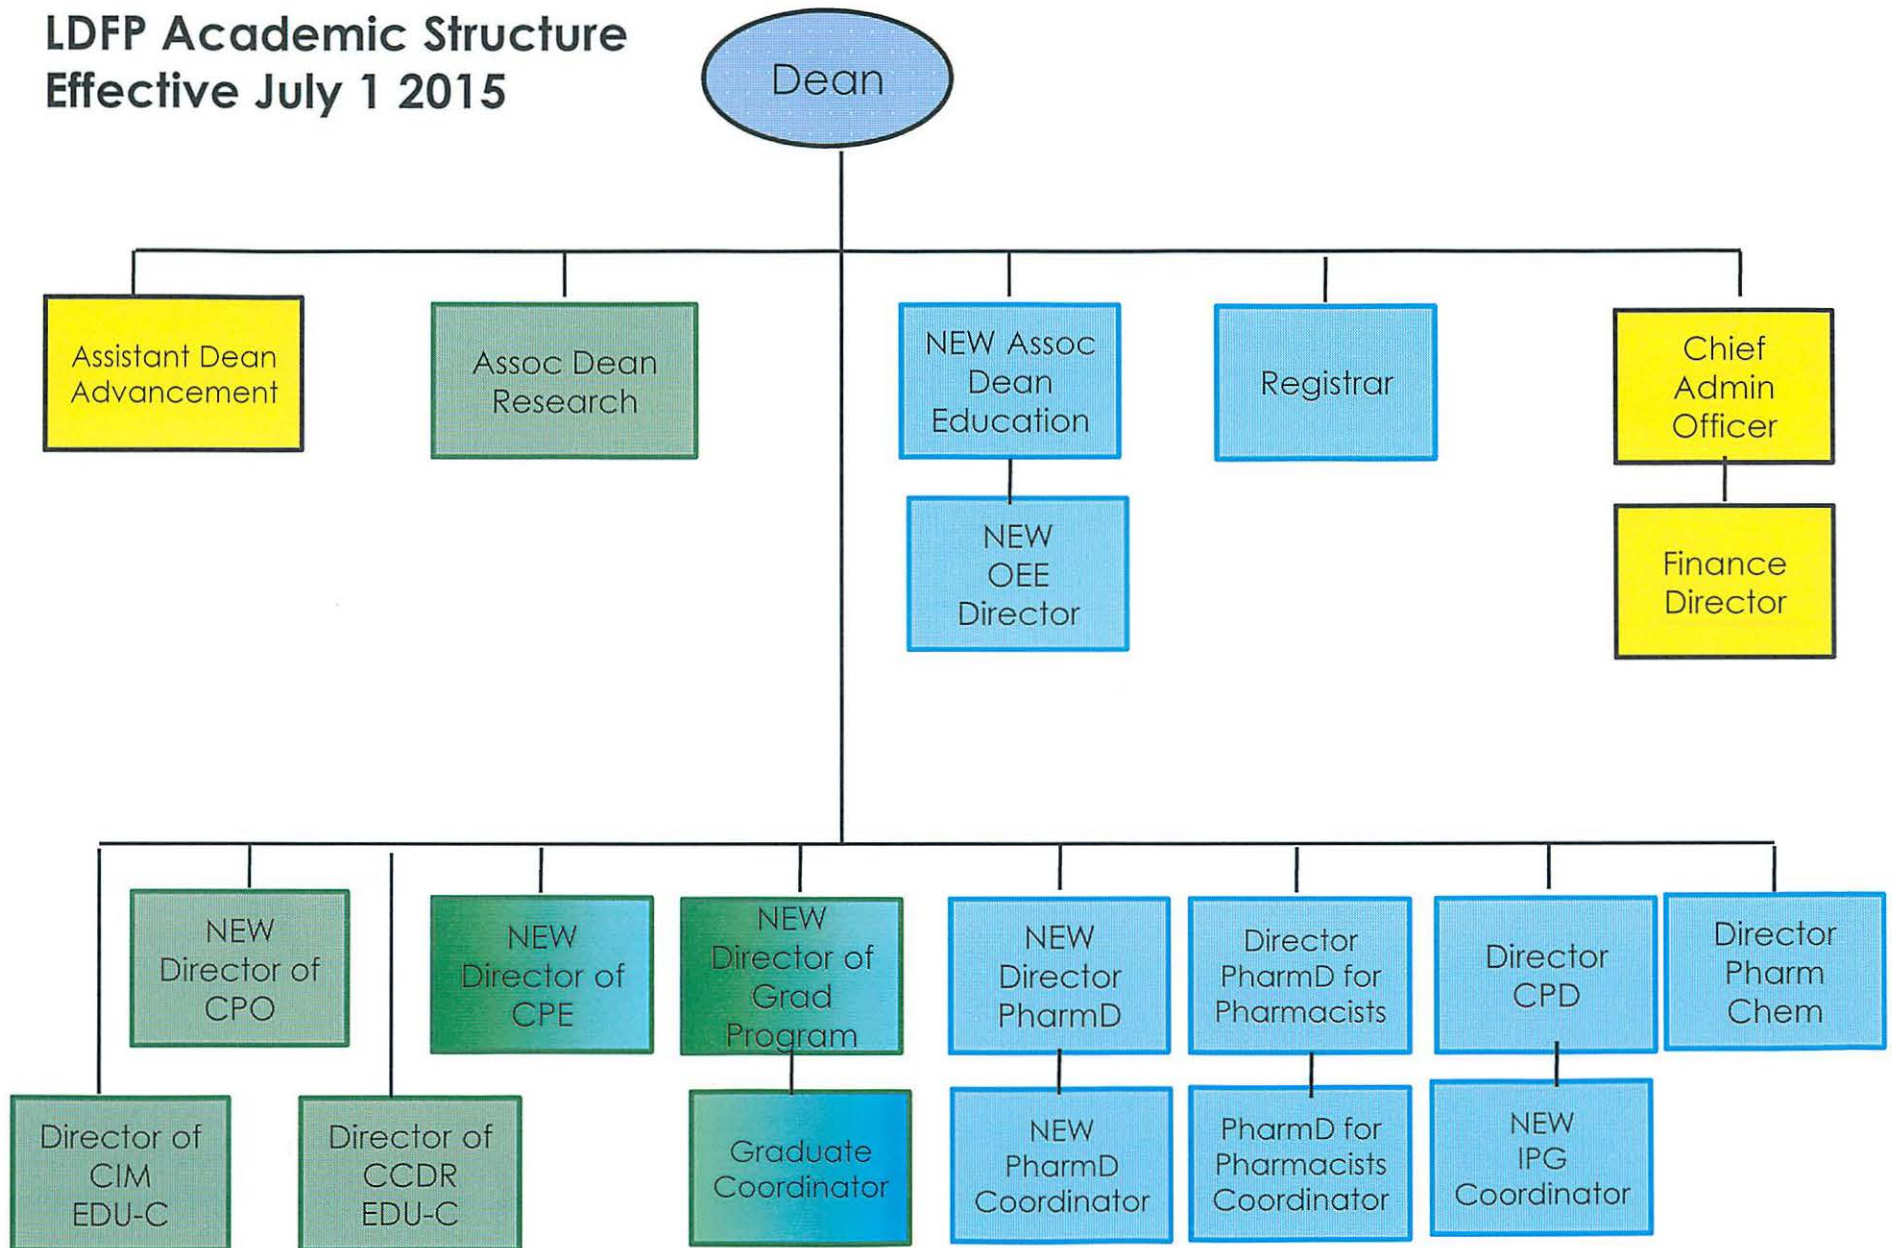 LDFP Academic Structure
Effective July 1 2015
Dean
Assistant Dean
Advancement
Assoc Dean
Research
NEW Assoc
Dean
Education
Registrar
Chief
Admin
Officer
NEW
OEE
Director
Finance
Director
NEW
Director of
CPO
NEW
Director of
CPE
NEW
Director of
Grad
Program
NEW
Director
PharmD
Director
PharmD for
Pharmacists
Director
CPD
Director
Pharm
Chem
Director of
CIM
EDU-C
Director of
CCDR
EDU-C
Graduate
Coordinator
NEW
PharmD
Coordinator
PharmD for
Pharmacists
Coordinator
NEW
IPG
Coordinator